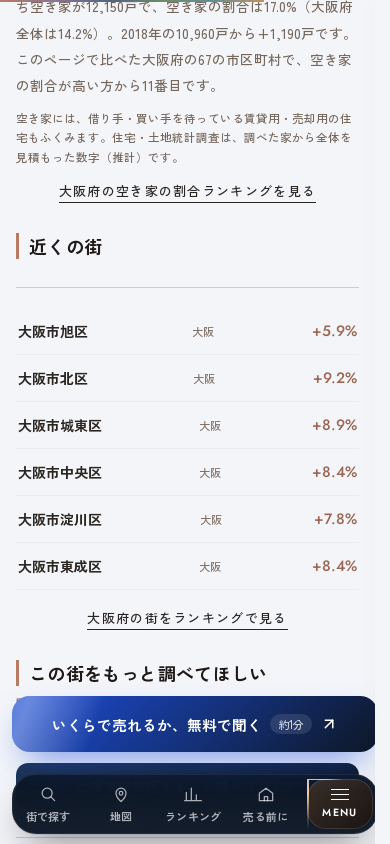 ち空き家が12,150戸で、空き家の割合は17.0%（大阪府
全体は14.2%）。2018年の10,960戸から+1,190戸です。
このページで比べた大阪府の67の市区町村で、空き家
の割合が高い方から11番目です。
空き家には、借り手・買い手を待っている賃貸用・売却用の住
宅もふくみます。住宅・土地統計調査は、調べた家から全体を
見積もった数字（推計）です。
大阪府の空き家の割合ランキングを見る
近くの街
大阪市旭区 大阪 +5.9%
大阪市北区 大阪 +9.2%
大阪市城東区 大阪 +8.9%
大阪市中央区 大阪 +8.4%
大阪市淀川区 大阪 +7.8%
大阪市東成区 大阪 +8.4%
大阪府の街をランキングで見る
この街をもっと調べてほしい
いくらで売れるか、無料で聞く 約1分
街で探す 地図 ランキング 売る前に MENU